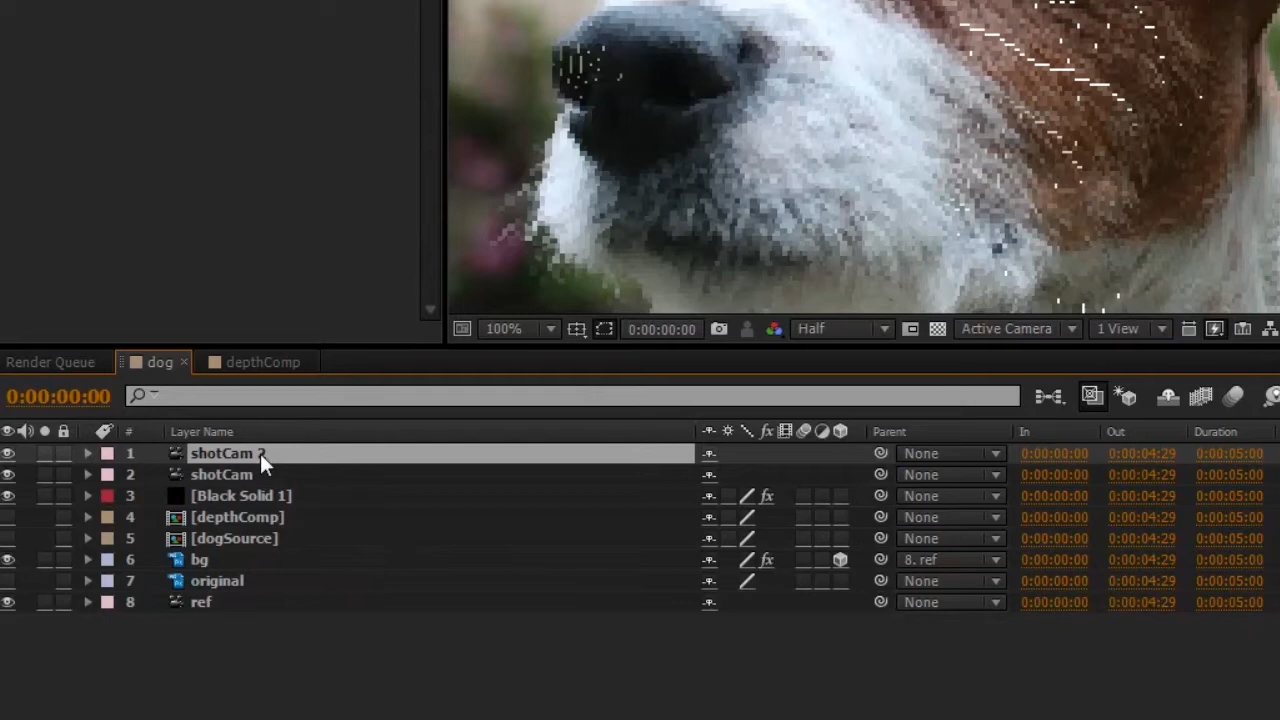 100% 0:00:00:00 Half Active Camera 1 View
Render Queue dog × depthComp
0:00:00:00
# Layer Name fx Parent In Out Duration
1 shotCam 2 None 0:00:00:00 0:00:04:29 0:00:05:00
2 shotCam None 0:00:00:00 0:00:04:29 0:00:05:00
3 [Black Solid 1] fx None 0:00:00:00 0:00:04:29 0:00:05:00
4 [depthComp] None 0:00:00:00 0:00:04:29 0:00:05:00
5 [dogSource] None 0:00:00:00 0:00:04:29 0:00:05:00
6 bg fx 8. ref 0:00:00:00 0:00:04:29 0:00:05:00
7 original None 0:00:00:00 0:00:04:29 0:00:05:00
8 ref None 0:00:00:00 0:00:04:29 0:00:05:00